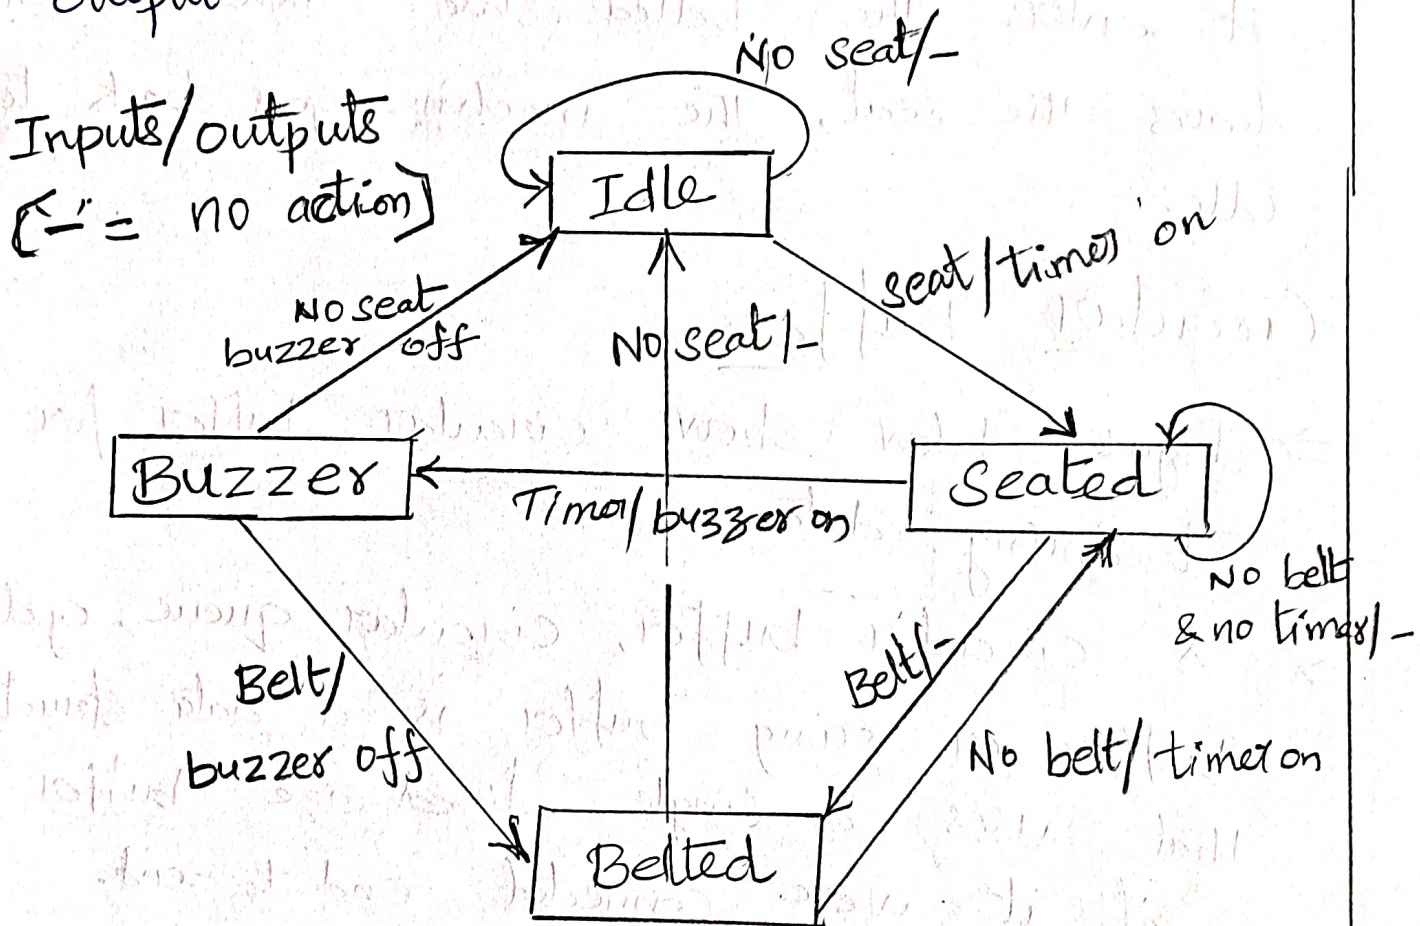 output
Inputs/outputs
('-' = no action)
No seat/-
Idle
seat/timer on
No seat
buzzer off
No seat/-
Buzzer
Seated
Timer/buzzer on
No belt
& no timer/-
Belt/
buzzer off
Belt/-
No belt/timer on
Belted